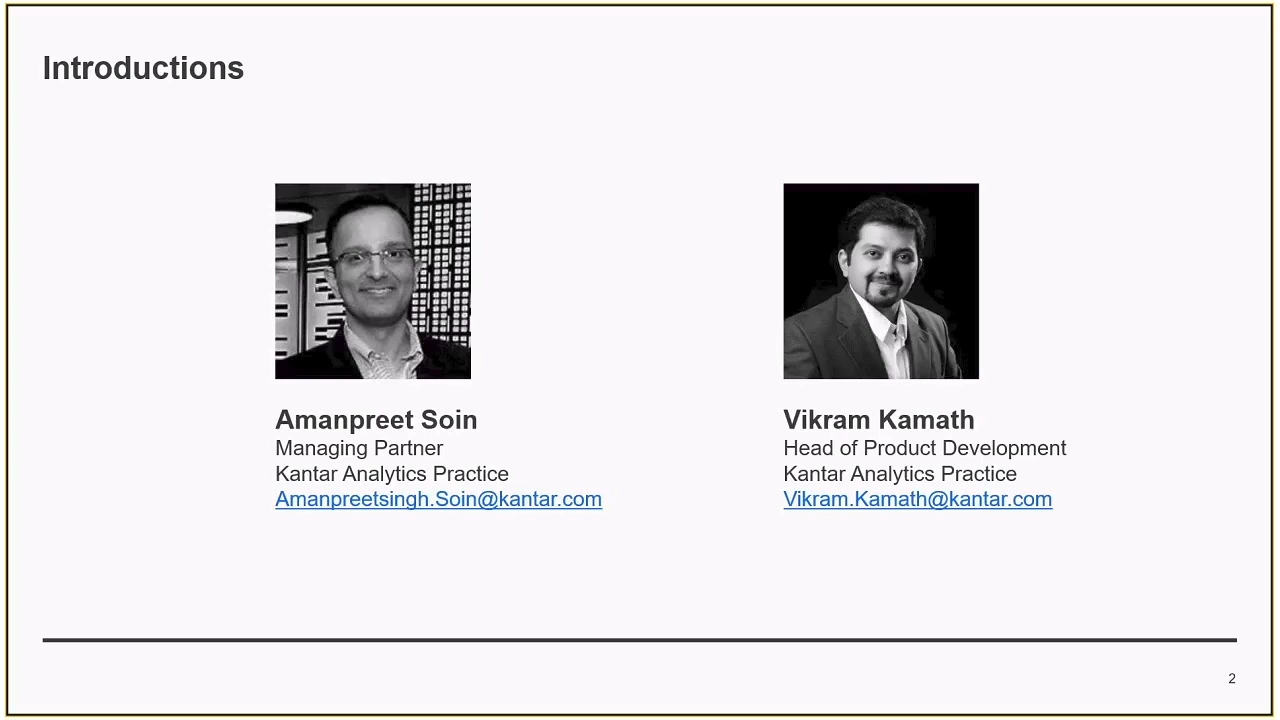 Introductions
Amanpreet Soin
Managing Partner
Kantar Analytics Practice
Amanpreetsingh.Soin@kantar.com
Vikram Kamath
Head of Product Development
Kantar Analytics Practice
Vikram.Kamath@kantar.com
2